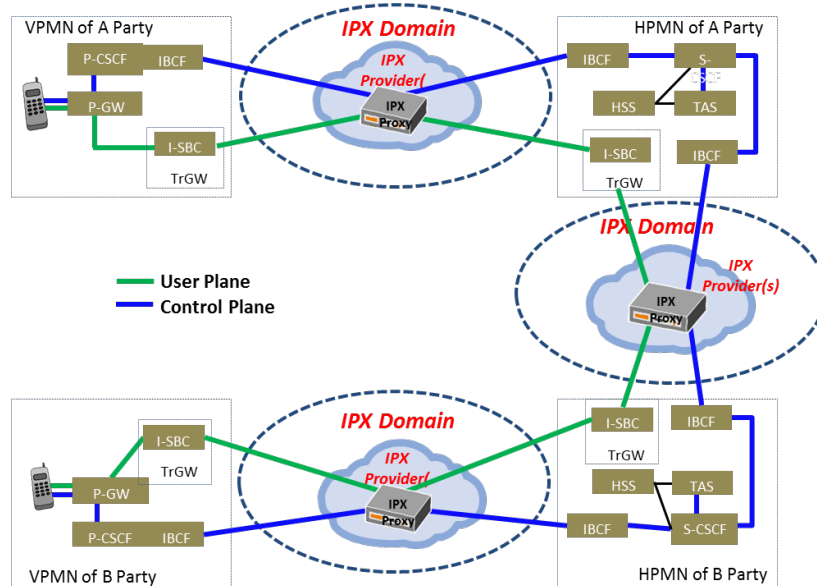 VPMN of A Party
P-CSCF
IBCF
P-GW
I-SBC
TrGW
IPX Domain
IPX
Provider(
IPX
Proxy
HPMN of A Party
IBCF
S-
CSCF
HSS
TAS
I-SBC
IBCF
TrGW
IPX Domain
IPX
Provider(s)
IPX
Proxy
User Plane
Control Plane
IPX Domain
IPX
Provider(
IPX
Proxy
I-SBC
TrGW
P-GW
P-CSCF
IBCF
VPMN of B Party
I-SBC
IBCF
TrGW
HSS
TAS
IBCF
S-CSCF
HPMN of B Party